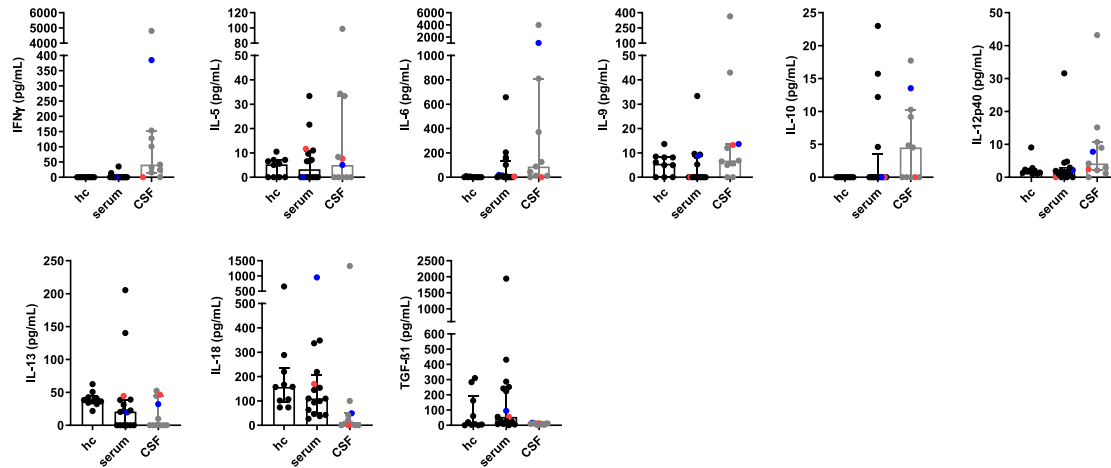 IFNγ (pg/mL)
6000
4000
400
350
300
250
200
150
100
50
0
hc
serum
CSF
IL-5 (pg/mL)
120
100
80
50
40
30
20
10
0
hc
serum
CSF
IL-6 (pg/mL)
6000
4000
2000
1000
800
600
400
200
0
hc
serum
CSF
IL-9 (pg/mL)
400
300
100
50
40
30
20
10
0
hc
serum
CSF
IL-10 (pg/mL)
25
20
15
10
5
0
hc
serum
CSF
IL-12p40 (pg/mL)
50
40
30
20
10
0
hc
serum
CSF
IL-13 (pg/mL)
250
200
150
100
50
0
hc
serum
CSF
IL-18 (pg/mL)
1500
1000
500
500
400
300
200
100
0
hc
serum
CSF
TGF-ß1 (pg/mL)
2500
2000
1500
1000
600
500
400
300
200
100
0
hc
serum
CSF